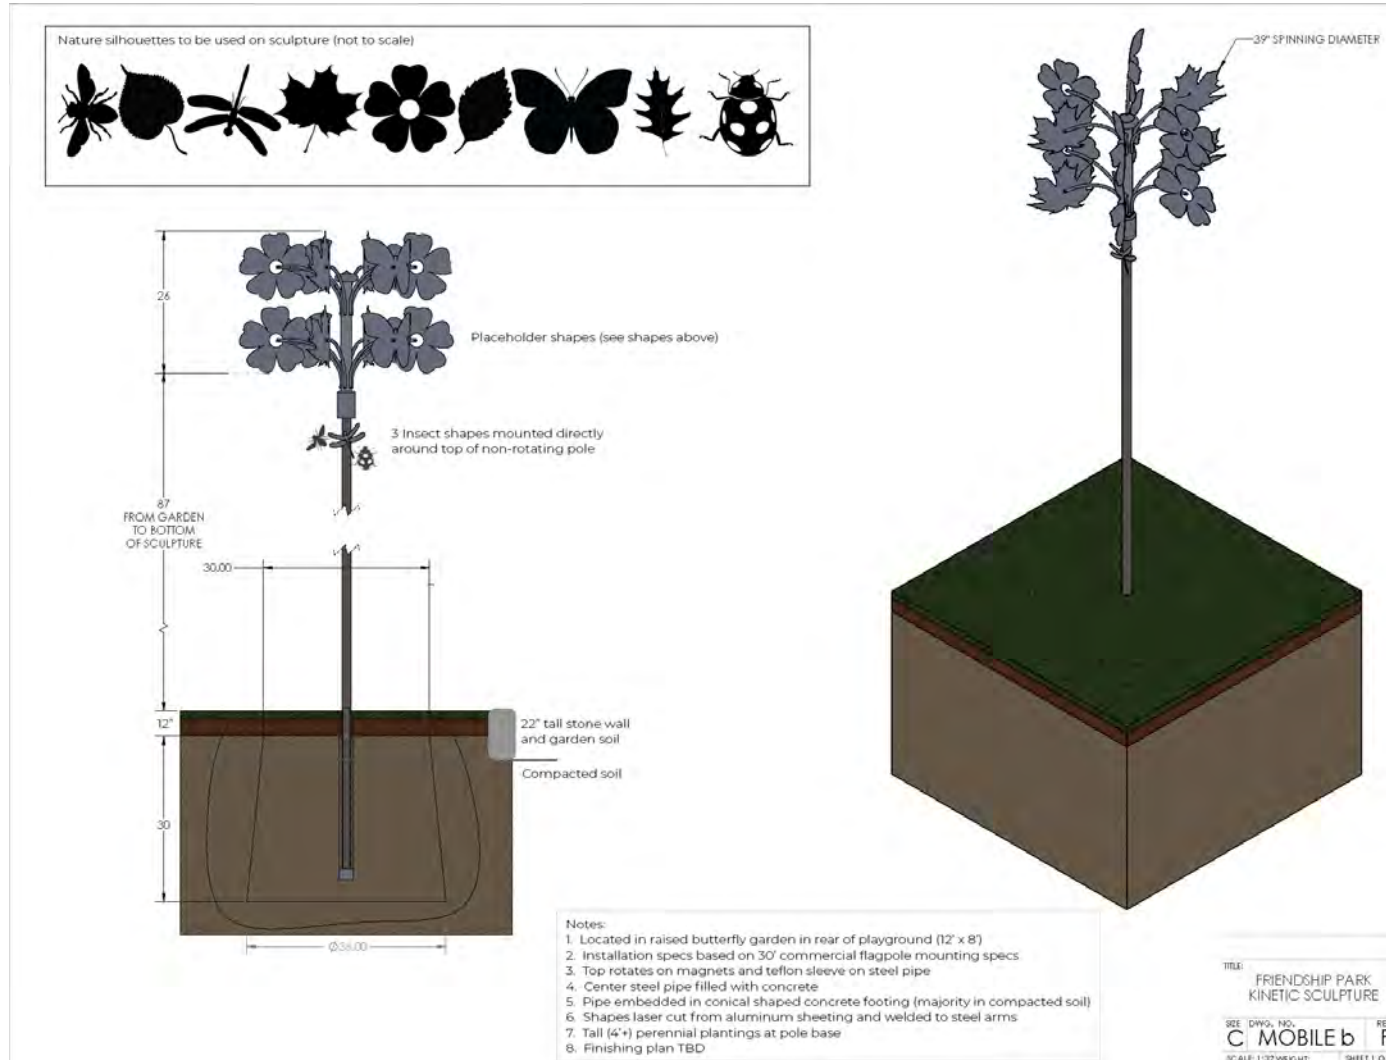 Nature silhouettes to be used on sculpture (not to scale)
39" SPINNING DIAMETER
26
Placeholder shapes (see shapes above)
3 Insect shapes mounted directly
around top of non-rotating pole
87
FROM GARDEN
TO BOTTOM
OF SCULPTURE
30.00
12"
22" tall stone wall
and garden soil
Compacted soil
30
Ø36.00
Notes:
1. Located in raised butterfly garden in rear of playground (12' x 8')
2. Installation specs based on 30' commercial flagpole mounting specs
3. Top rotates on magnets and teflon sleeve on steel pipe
4. Center steel pipe filled with concrete
5. Pipe embedded in conical shaped concrete footing (majority in compacted soil)
6. Shapes laser cut from aluminum sheeting and welded to steel arms
7. Tall (4'+) perennial plantings at pole base
8. Finishing plan TBD
TITLE:
FRIENDSHIP PARK
KINETIC SCULPTURE
SIZE DWG. NO.
C MOBILE b